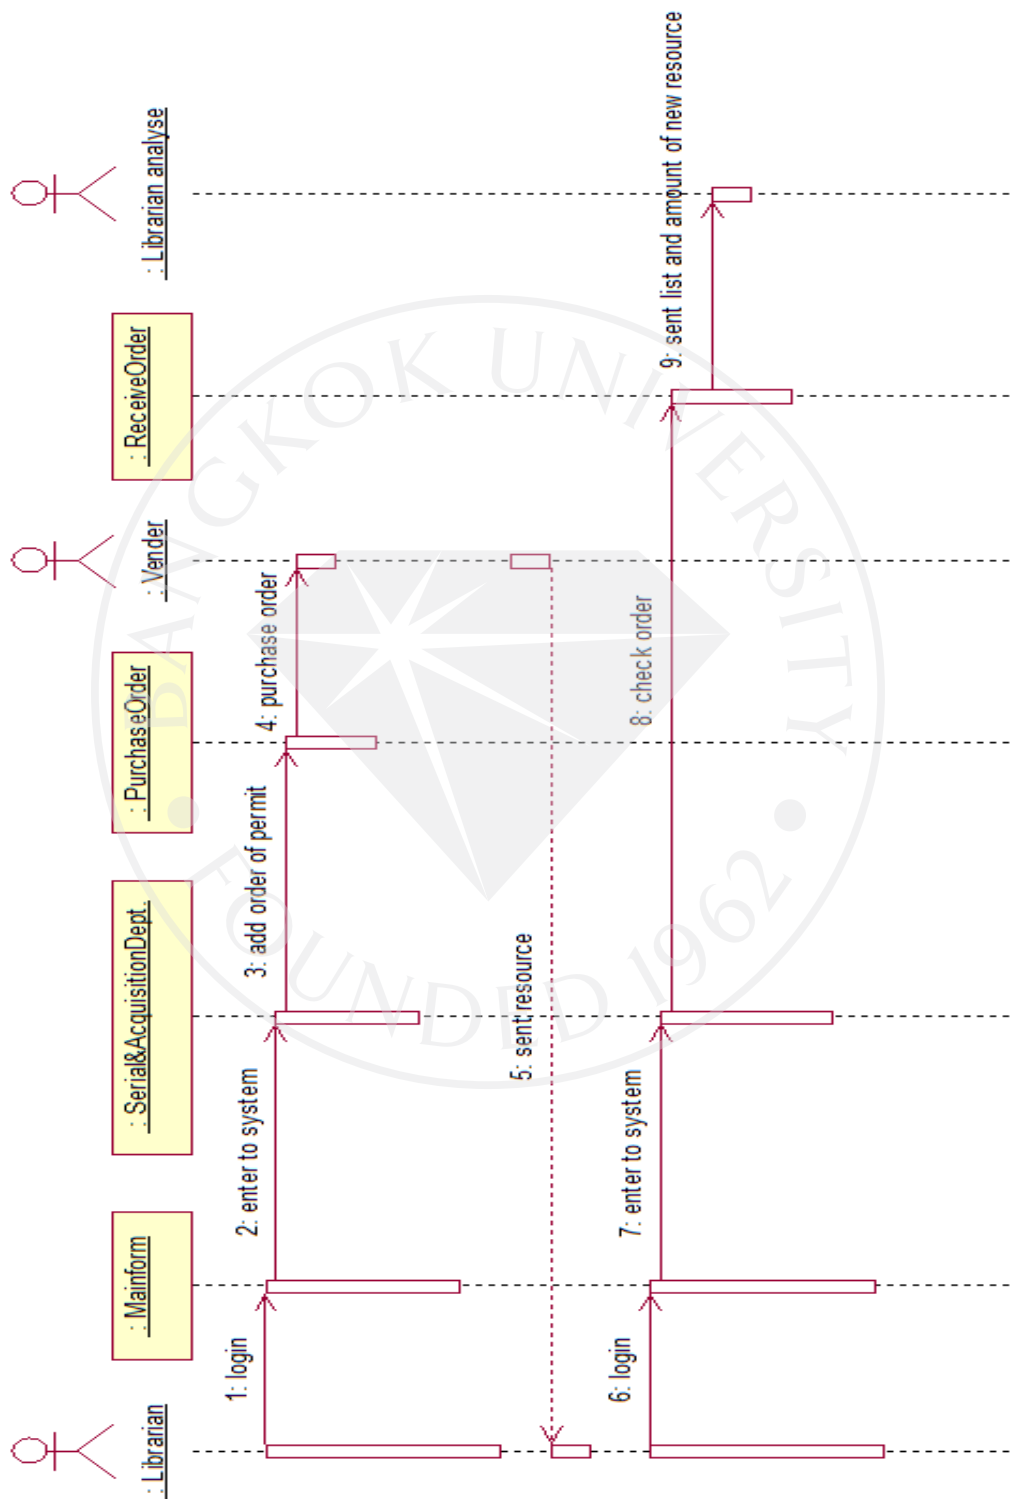 : Librarian
: Mainform
: Serial&AcquisitionDept.
: PurchaseOrder
: Vender
: ReceiveOrder
: Librarian analyse
1: login
2: enter to system
3: add order of permit
4: purchase order
5: sent resource
6: login
7: enter to system
8: check order
9: sent list and amount of new resource
BANGKOK UNIVERSITY
FOUNDED 1962